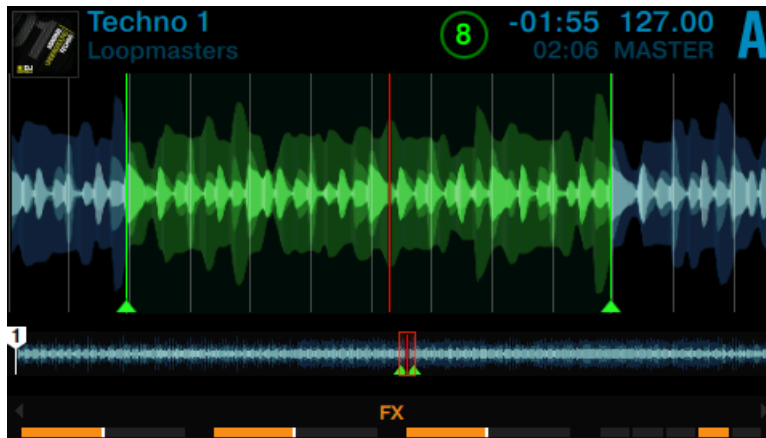 Techno 1
Loopmasters
8
-01:55 127.00
02:06 MASTER
A
1
FX